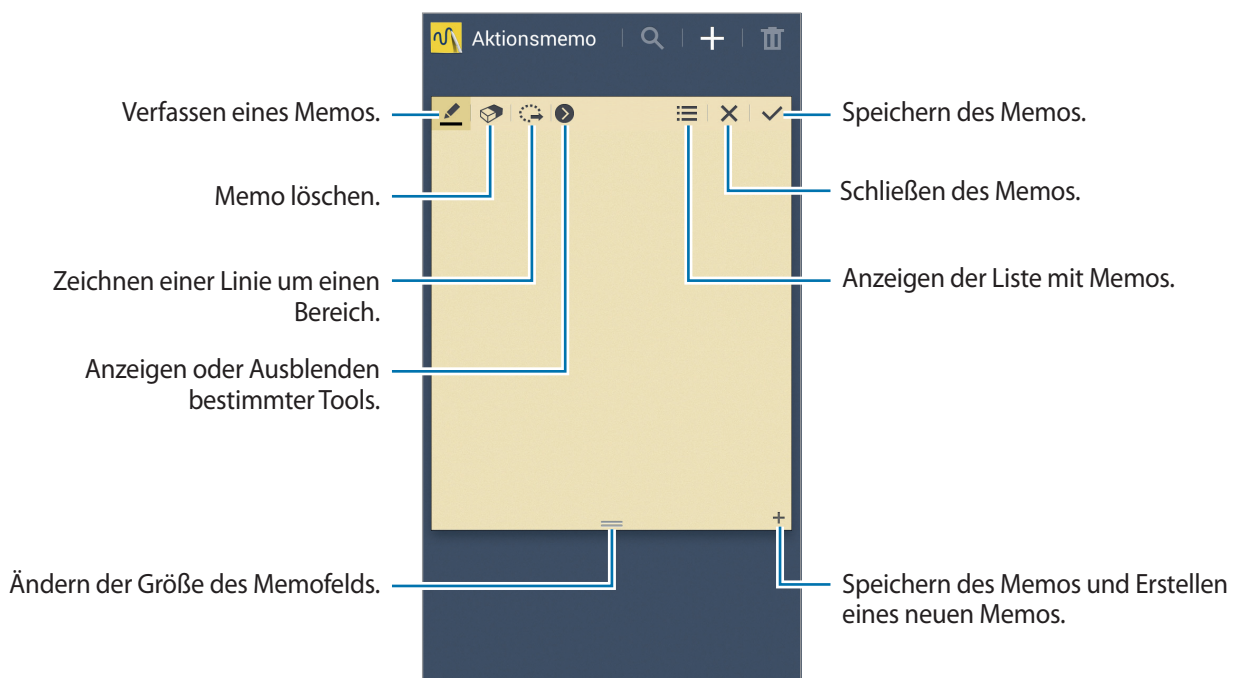 Aktionsmemo
Verfassen eines Memos.
Speichern des Memos.
Memo löschen.
Schließen des Memos.
Zeichnen einer Linie um einen
Bereich.
Anzeigen der Liste mit Memos.
Anzeigen oder Ausblenden
bestimmter Tools.
Ändern der Größe des Memofelds.
Speichern des Memos und Erstellen
eines neuen Memos.